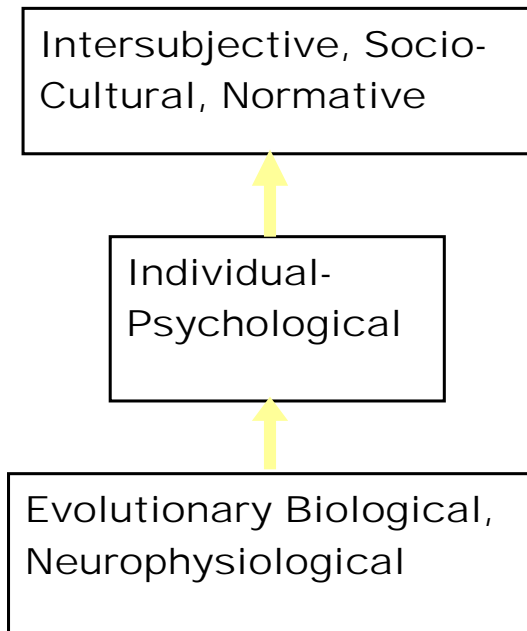 Intersubjective, Socio-
Cultural, Normative
Individual-
Psychological
Evolutionary Biological,
Neurophysiological